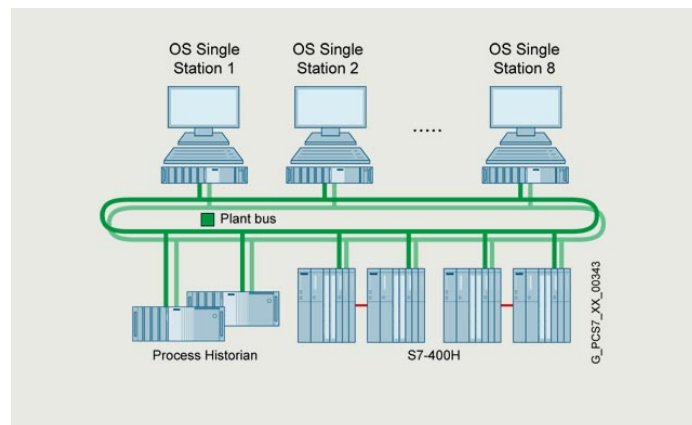 OS Single
Station 1
OS Single
Station 2
.....
OS Single
Station 8
Plant bus
Process Historian
S7-400H
G_PCS7_XX_00343